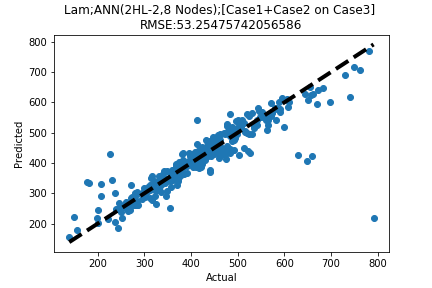 Lam;ANN(2HL-2,8 Nodes);[Case1+Case2 on Case3]
RMSE:53.25475742056586
800
700
600
500
400
300
200
Predicted
200 300 400 500 600 700 800
Actual